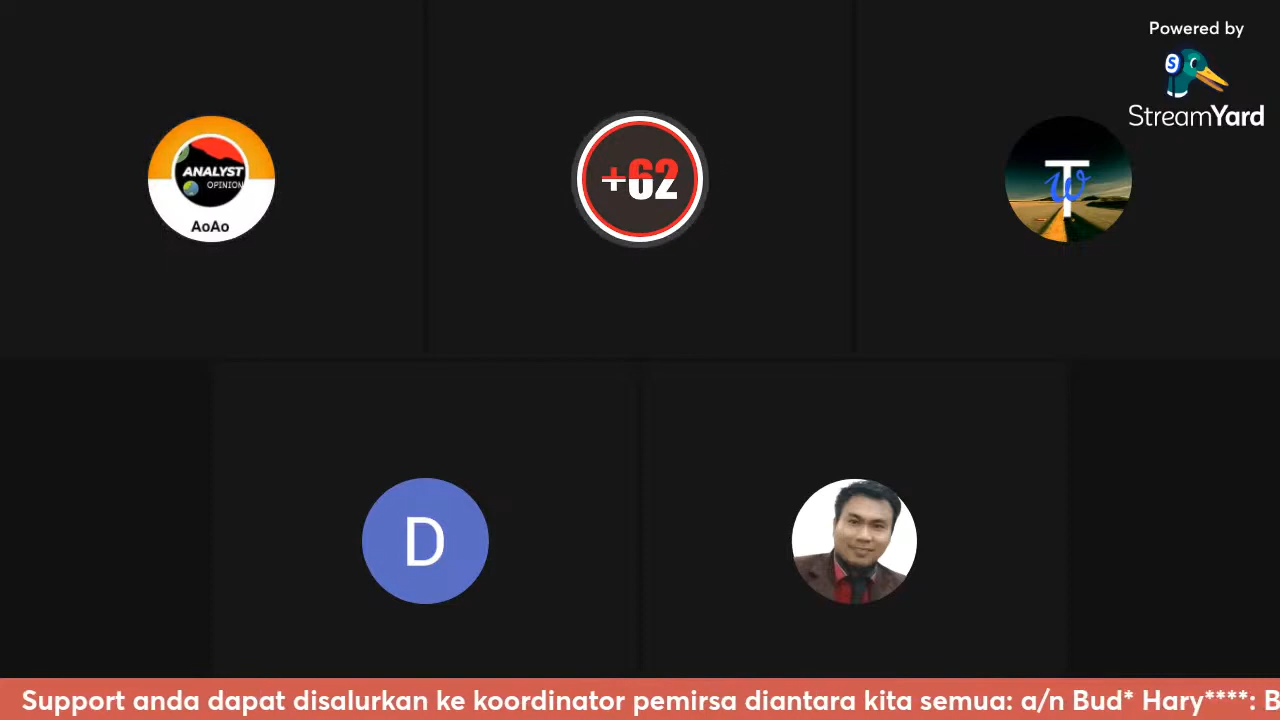 Powered by
StreamYard
ANALYST
OPINION
AoAo
+62
T
w
D
Support anda dapat disalurkan ke koordinator pemirsa diantara kita semua: a/n Bud* Hary****: B